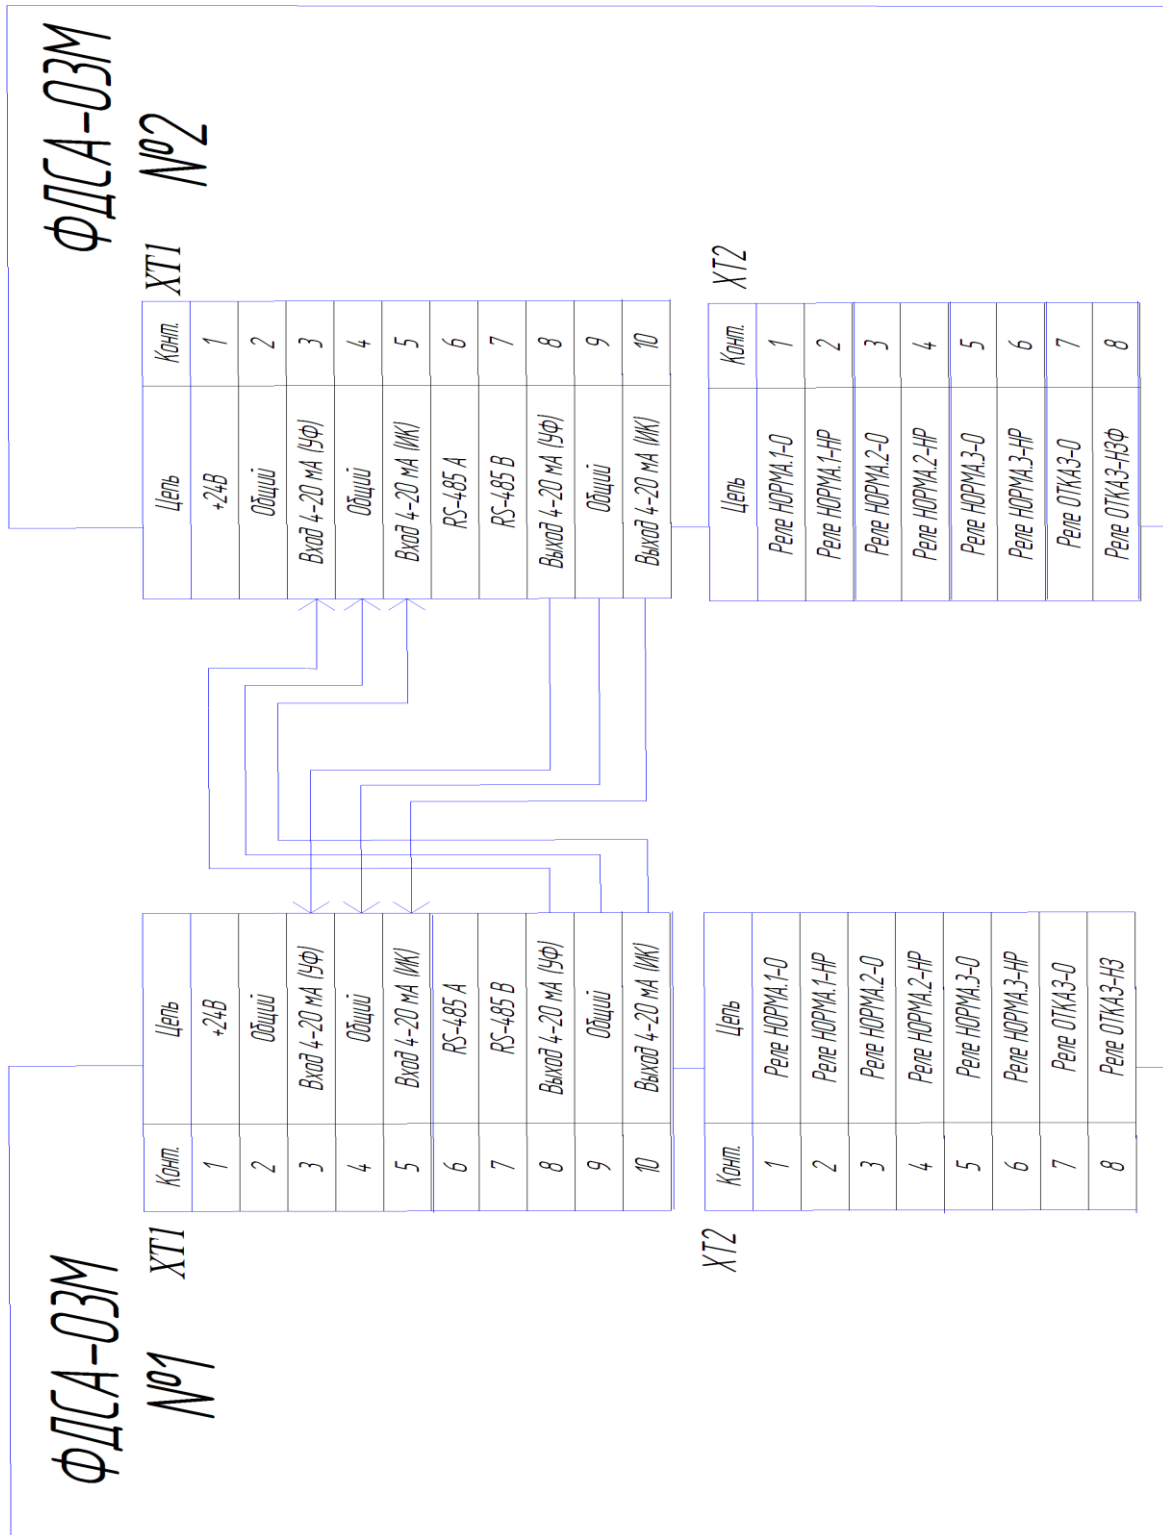 ФДСА-03М
№1
XT1
Конт. Цепь
1 +24В
2 Общий
3 Вход 4-20 мА (УФ)
4 Общий
5 Вход 4-20 мА (ИК)
6 RS-485 A
7 RS-485 B
8 Выход 4-20 мА (УФ)
9 Общий
10 Выход 4-20 мА (ИК)
XT2
Конт. Цепь
1 Реле НОРМА.1-О
2 Реле НОРМА.1-НР
3 Реле НОРМА.2-О
4 Реле НОРМА.2-НР
5 Реле НОРМА.3-О
6 Реле НОРМА.3-НР
7 Реле ОТКАЗ-О
8 Реле ОТКАЗ-НЗ
ФДСА-03М
№2
XT1
Цепь Конт.
+24В 1
Общий 2
Вход 4-20 мА (УФ) 3
Общий 4
Вход 4-20 мА (ИК) 5
RS-485 A 6
RS-485 B 7
Выход 4-20 мА (УФ) 8
Общий 9
Выход 4-20 мА (ИК) 10
XT2
Цепь Конт.
Реле НОРМА.1-О 1
Реле НОРМА.1-НР 2
Реле НОРМА.2-О 3
Реле НОРМА.2-НР 4
Реле НОРМА.3-О 5
Реле НОРМА.3-НР 6
Реле ОТКАЗ-О 7
Реле ОТКАЗ-НЗФ 8